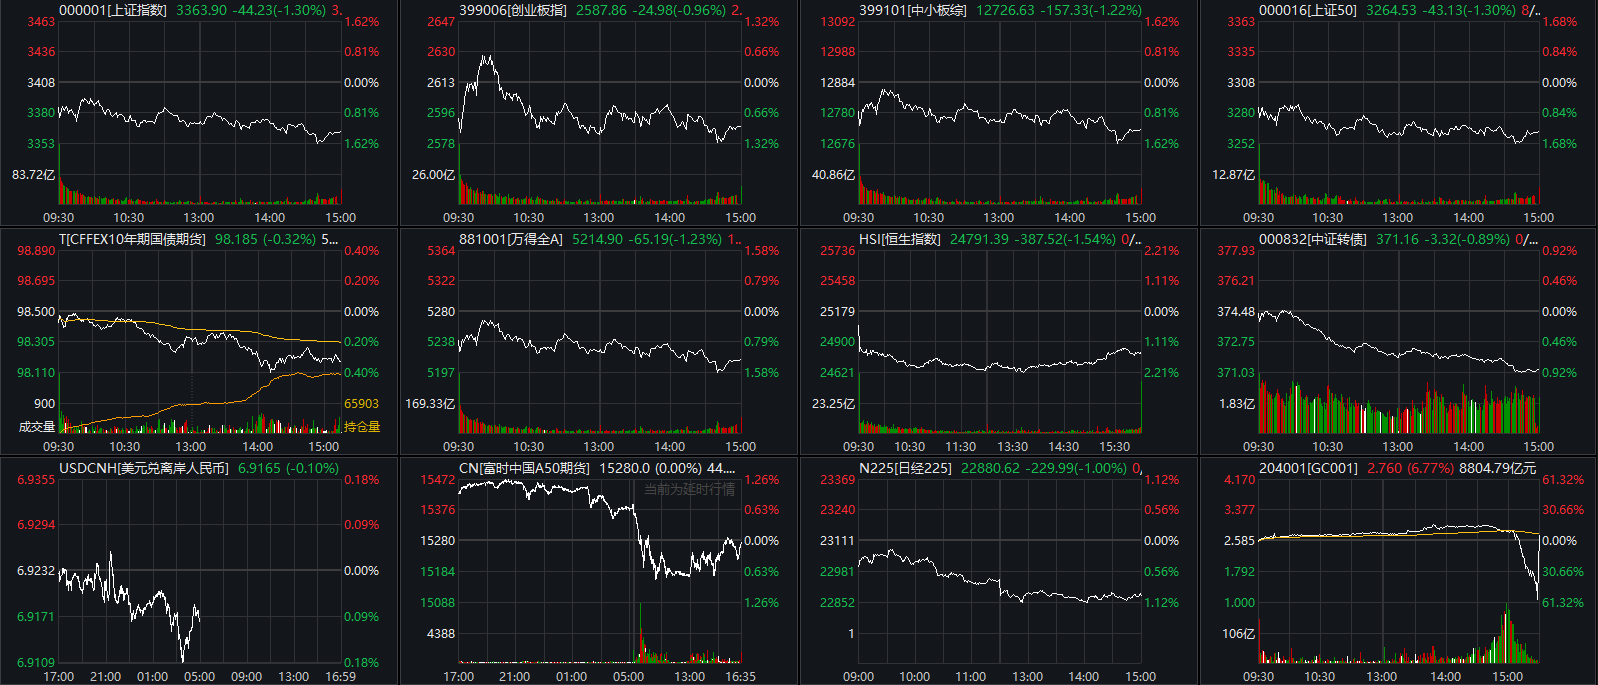 000001[上证指数] 3363.90 -44.23(-1.30%) 3.
3463 1.62%
3436 0.81%
3408 0.00%
3380 0.81%
3353 1.62%
83.72亿
09:30 10:30 13:00 14:00 15:00
399006[创业板指] 2587.86 -24.98(-0.96%) 2.
2647 1.32%
2630 0.66%
2613 0.00%
2596 0.66%
2578 1.32%
26.00亿
09:30 10:30 13:00 14:00 15:00
399101[中小板综] 12726.63 -157.33(-1.22%)
13092 1.62%
12988 0.81%
12884 0.00%
12780 0.81%
12676 1.62%
40.86亿
09:30 10:30 13:00 14:00 15:00
000016[上证50] 3264.53 -43.13(-1.30%) 8/..
3363 1.68%
3335 0.84%
3308 0.00%
3280 0.84%
3252 1.68%
12.87亿
09:30 10:30 13:00 14:00 15:00
T[CFFEX10年期国债期货] 98.185 (-0.32%) 5...
98.890 0.40%
98.695 0.20%
98.500 0.00%
98.305 0.20%
98.110 0.40%
900 65903
成交量 持仓量
09:30 10:30 13:00 14:00 15:00
881001[万得全A] 5214.90 -65.19(-1.23%) 1..
5364 1.58%
5322 0.79%
5280 0.00%
5238 0.79%
5197 1.58%
169.33亿
09:30 10:30 13:00 14:00 15:00
HSI[恒生指数] 24791.39 -387.52(-1.54%) 0/..
25736 2.21%
25458 1.11%
25179 0.00%
24900 1.11%
24621 2.21%
23.25亿
09:30 10:30 11:30 13:30 14:30 15:30
000832[中证转债] 371.16 -3.32(-0.89%) 0/...
377.93 0.92%
376.21 0.46%
374.48 0.00%
372.75 0.46%
371.03 0.92%
1.83亿
09:30 10:30 13:00 14:00 15:00
USDCNH[美元兑离岸人民币] 6.9165 (-0.10%)
6.9355 0.18%
6.9294 0.09%
6.9232 0.00%
6.9171 0.09%
6.9109 0.18%
17:00 21:00 01:00 05:00 09:00 13:00 16:59
CN[富时中国A50期货] 15280.0 (0.00%) 44....
当前为延时行情
15472 1.26%
15376 0.63%
15280 0.00%
15184 0.63%
15088 1.26%
4388
17:00 21:00 01:00 05:00 13:00 16:35
N225[日经225] 22880.62 -229.99(-1.00%) 0,
23369 1.12%
23240 0.56%
23111 0.00%
22981 0.56%
22852 1.12%
1
09:00 10:00 11:00 13:00 14:00 15:00
204001[GC001] 2.760 (6.77%) 8804.79亿元
4.170 61.32%
3.377 30.66%
2.585 0.00%
1.792 30.66%
1.000 61.32%
106亿
09:30 10:30 13:00 14:00 15:00